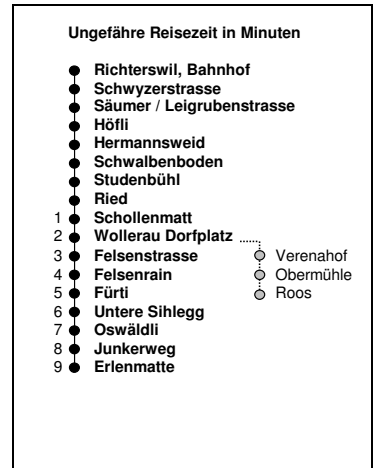 Ungefähre Reisezeit in Minuten
Richterswil, Bahnhof
Schwyzerstrasse
Säumer / Leigrubenstrasse
Höfli
Hermannsweid
Schwalbenboden
Studenbühl
Ried
1 Schollenmatt
2 Wollerau Dorfplatz
3 Felsenstrasse Verenahof
4 Felsenrain Obermühle
5 Fürti Roos
6 Untere Sihlegg
7 Oswäldli
8 Junkerweg
9 Erlenmatte